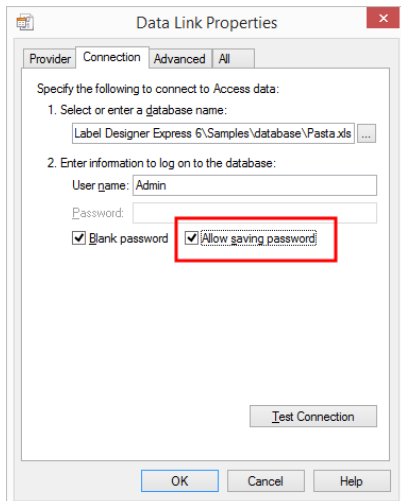 Data Link Properties
Provider Connection Advanced All
Specify the following to connect to Access data:
1. Select or enter a database name:
Label Designer Express 6\Samples\database\Pasta.xls ...
2. Enter information to log on to the database:
User name: Admin
Password:
Blank password Allow saving password
Test Connection
OK Cancel Help